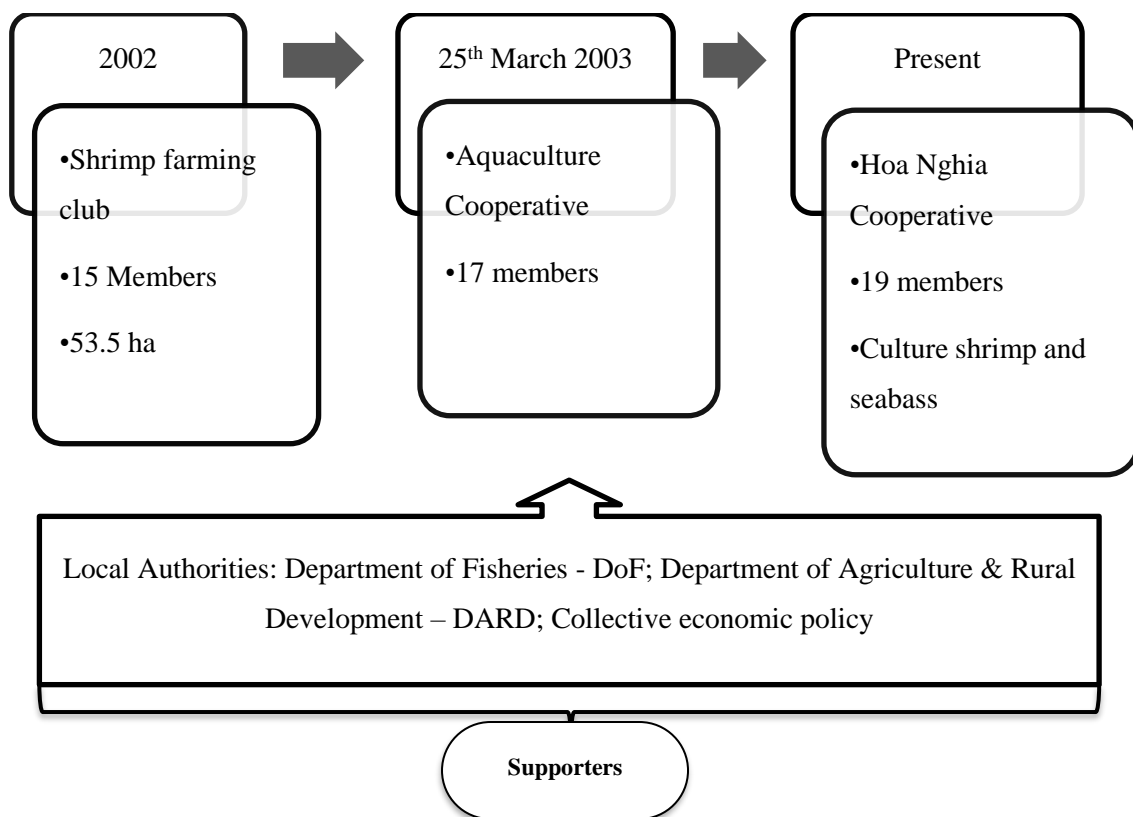 2002
•Shrimp farming
club
•15 Members
•53.5 ha
25th March 2003
•Aquaculture
Cooperative
•17 members
Present
•Hoa Nghia
Cooperative
•19 members
•Culture shrimp and
seabass
Local Authorities: Department of Fisheries - DoF; Department of Agriculture & Rural
Development – DARD; Collective economic policy
Supporters